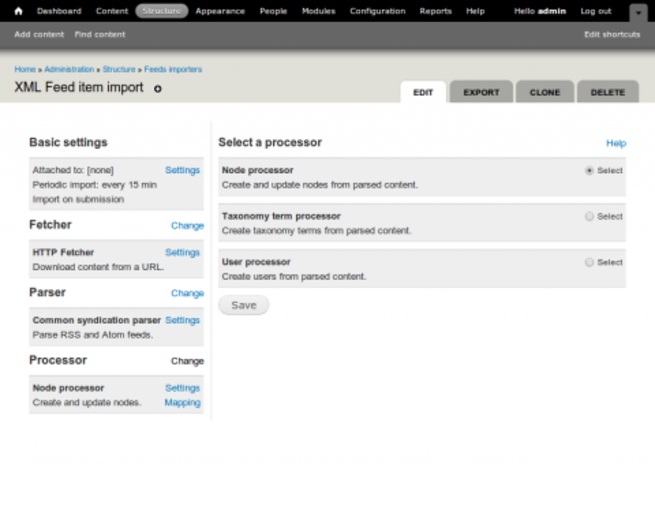 Dashboard Content Structure Appearance People Modules Configuration Reports Help Hello admin Log out
Add content Find content Edit shortcuts
Home » Administration » Structure » Feeds importers
XML Feed item import
EDIT EXPORT CLONE DELETE
Basic settings
Attached to: [none] Settings
Periodic import: every 15 min
Import on submission
Fetcher Change
HTTP Fetcher Settings
Download content from a URL.
Parser Change
Common syndication parser Settings
Parse RSS and Atom feeds.
Processor Change
Node processor Settings
Create and update nodes. Mapping
Select a processor Help
Node processor Select
Create and update nodes from parsed content.
Taxonomy term processor Select
Create taxonomy terms from parsed content.
User processor Select
Create users from parsed content.
Save